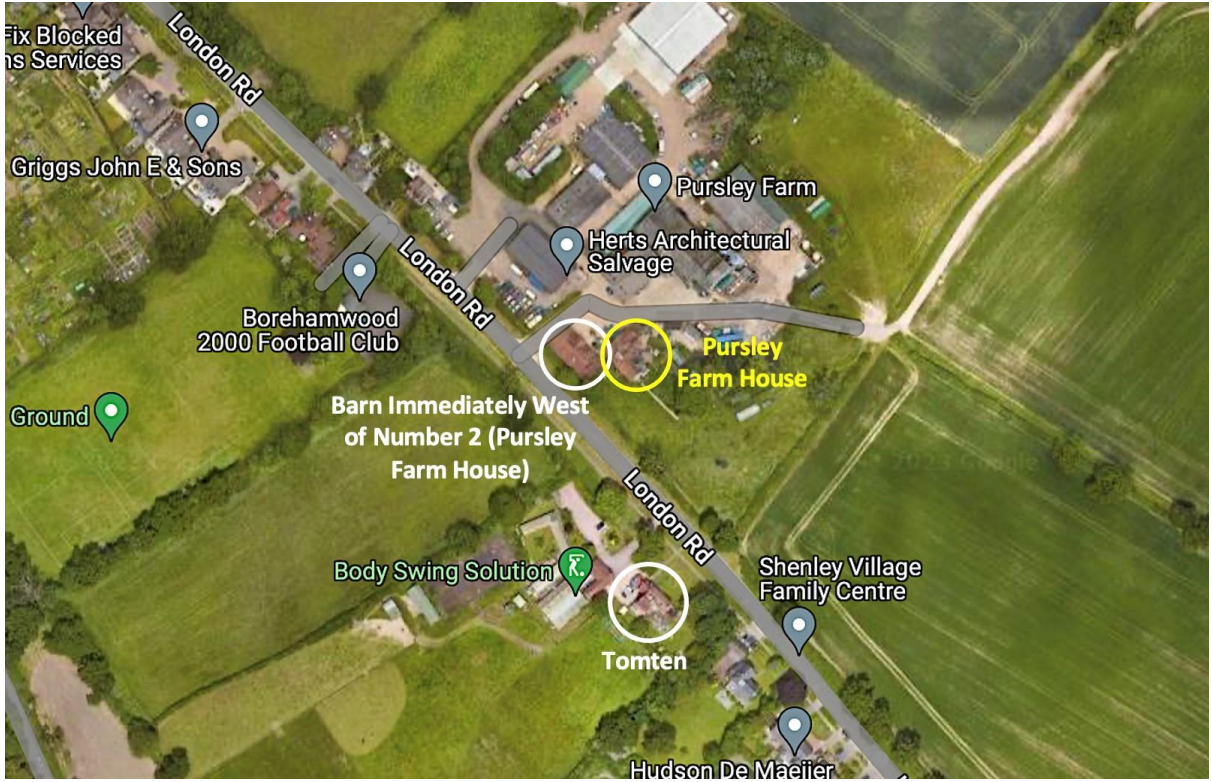 Fix Blocked
ns Services
London Rd
Griggs John E & Sons
Pursley Farm
Herts Architectural
Salvage
London Rd
Borehamwood
2000 Football Club
Pursley
Farm House
Ground
Barn Immediately West
of Number 2 (Pursley
Farm House)
London Rd
Body Swing Solution
Shenley Village
Family Centre
Tomten
Hudson De Maeijer